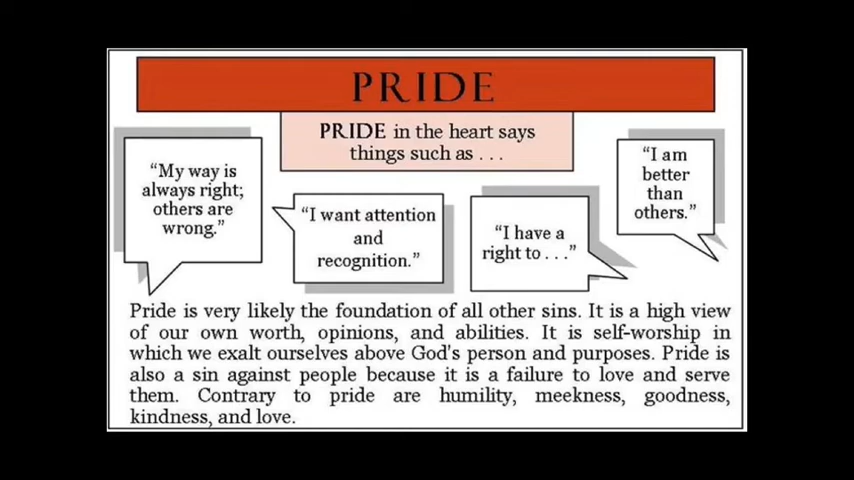 PRIDE
PRIDE in the heart says
things such as . . .
“My way is
always right;
others are
wrong.”
“I want attention
and
recognition.”
“I have a
right to . . .”
“I am
better
than
others.”
Pride is very likely the foundation of all other sins. It is a high view
of our own worth, opinions, and abilities. It is self-worship in
which we exalt ourselves above God's person and purposes. Pride is
also a sin against people because it is a failure to love and serve
them. Contrary to pride are humility, meekness, goodness,
kindness, and love.